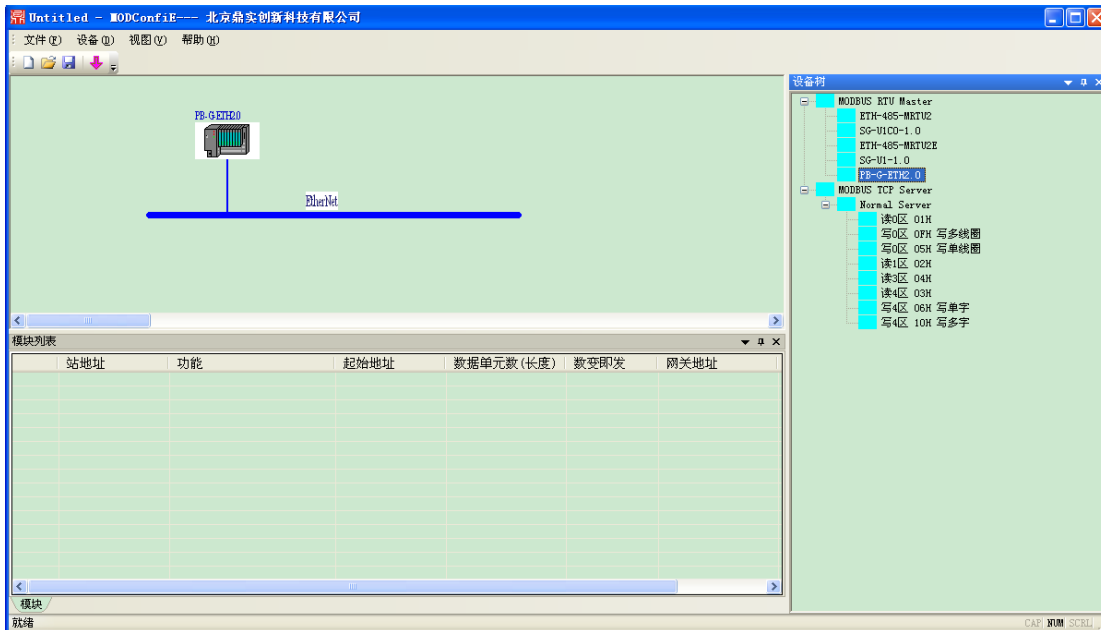 Untitled - MODConfiE--- 北京鼎实创新科技有限公司
文件(F) 设备(D) 视图(V) 帮助(H)
设备树
PB-G-ETH2.0
EtherNet
MODBUS RTU Master
ETH-485-MRTU2
SG-U1CO-1.0
ETH-485-MRTU2E
SG-U1-1.0
PB-G-ETH2.0
MODBUS TCP Server
Normal Server
读0区 01H
写0区 0FH 写多线圈
写0区 05H 写单线圈
读1区 02H
读3区 04H
读4区 03H
写4区 06H 写单字
写4区 10H 写多字
模块列表
站地址 功能 起始地址 数据单元数(长度) 数变即发 网关地址
模块
就绪 CAP NUM SCRL